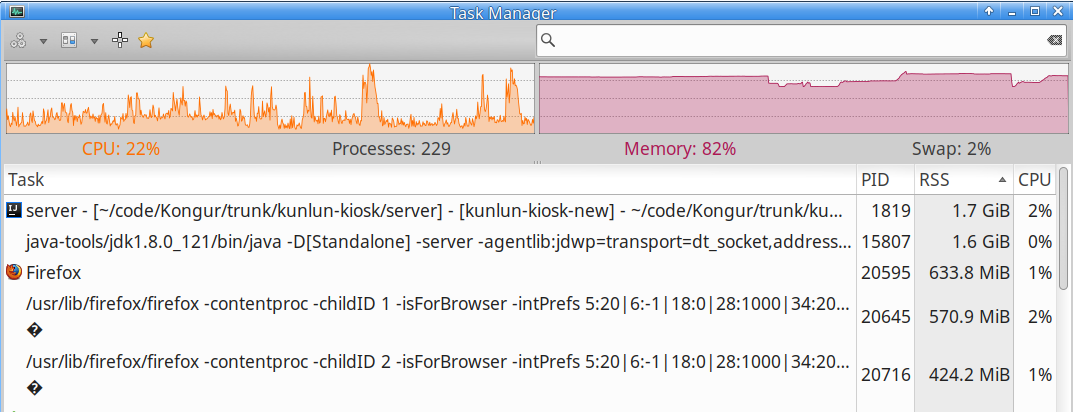 Task Manager
CPU: 22%
Processes: 229
Memory: 82%
Swap: 2%
Task PID RSS CPU
server - [~/code/Kongur/trunk/kunlun-kiosk/server] - [kunlun-kiosk-new] - ~/code/Kongur/trunk/ku... 1819 1.7 GiB 2%
java-tools/jdk1.8.0_121/bin/java -D[Standalone] -server -agentlib:jdwp=transport=dt_socket,address... 15807 1.6 GiB 0%
Firefox 20595 633.8 MiB 1%
/usr/lib/firefox/firefox -contentproc -childID 1 -isForBrowser -intPrefs 5:20|6:-1|18:0|28:1000|34:20... 20645 570.9 MiB 2%
�
/usr/lib/firefox/firefox -contentproc -childID 2 -isForBrowser -intPrefs 5:20|6:-1|18:0|28:1000|34:20... 20716 424.2 MiB 1%
�